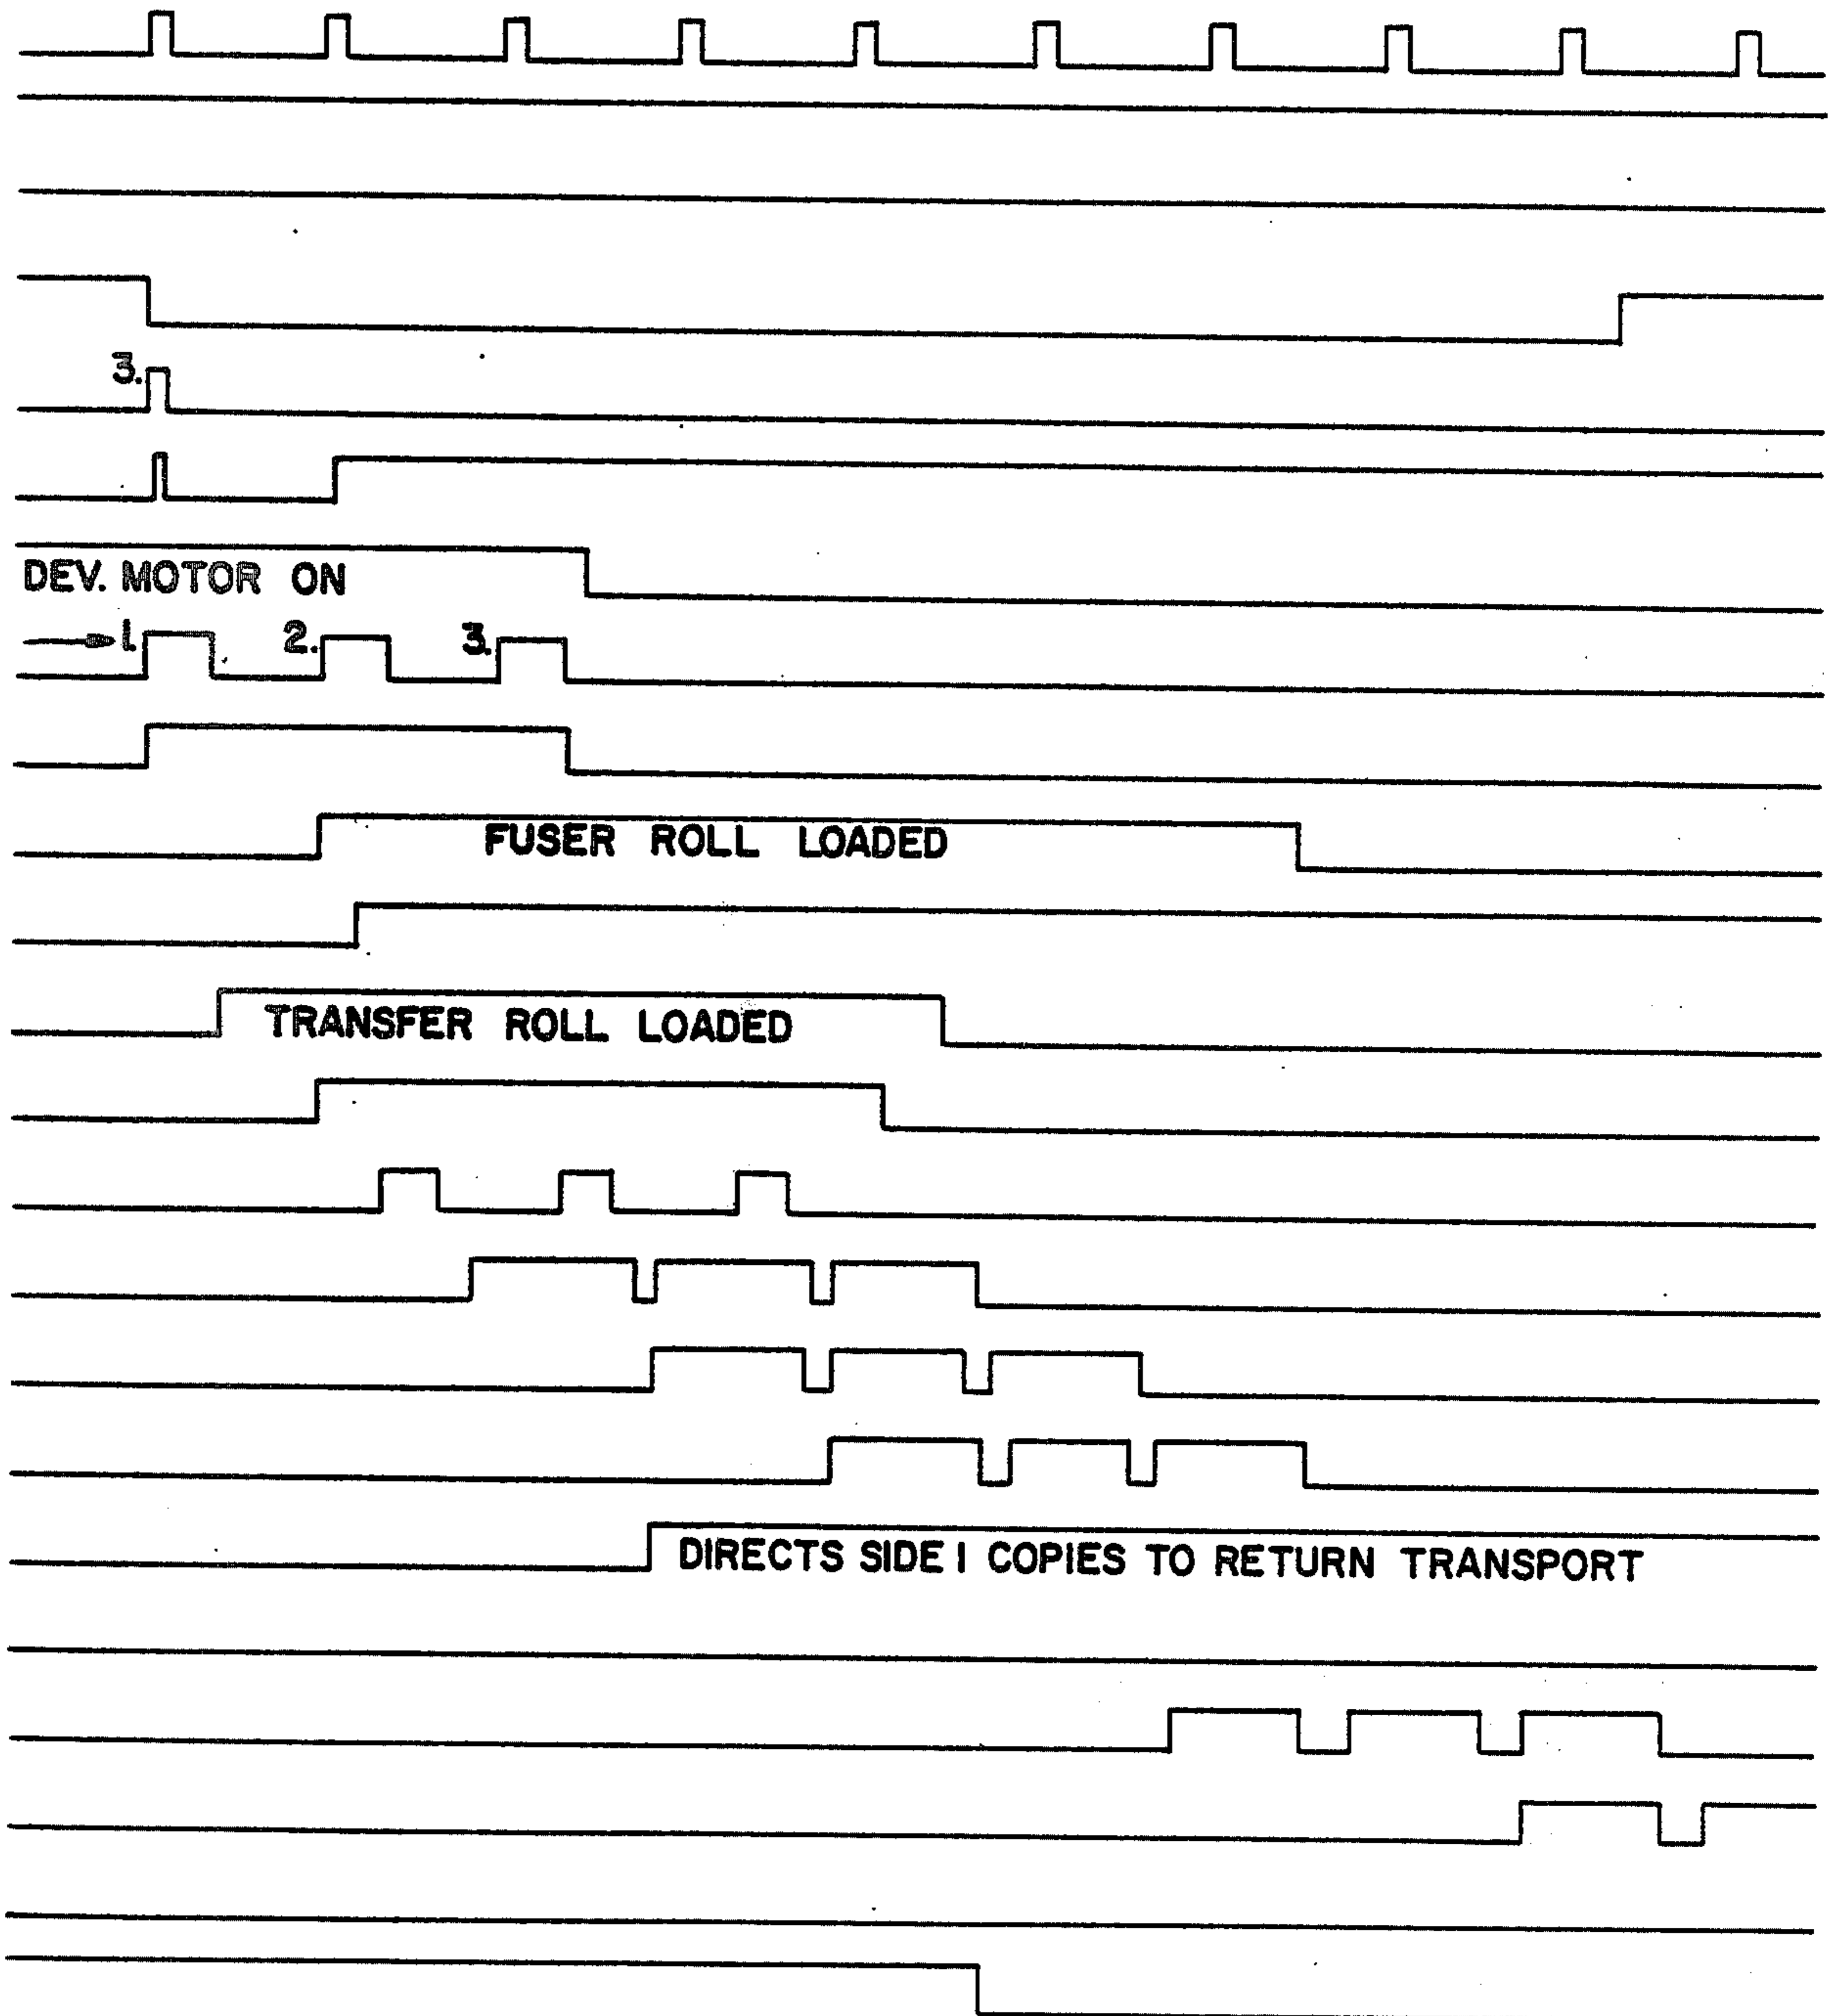 3.
DEV. MOTOR ON
1. 2. 3.
FUSER ROLL LOADED
TRANSFER ROLL LOADED
DIRECTS SIDE 1 COPIES TO RETURN TRANSPORT